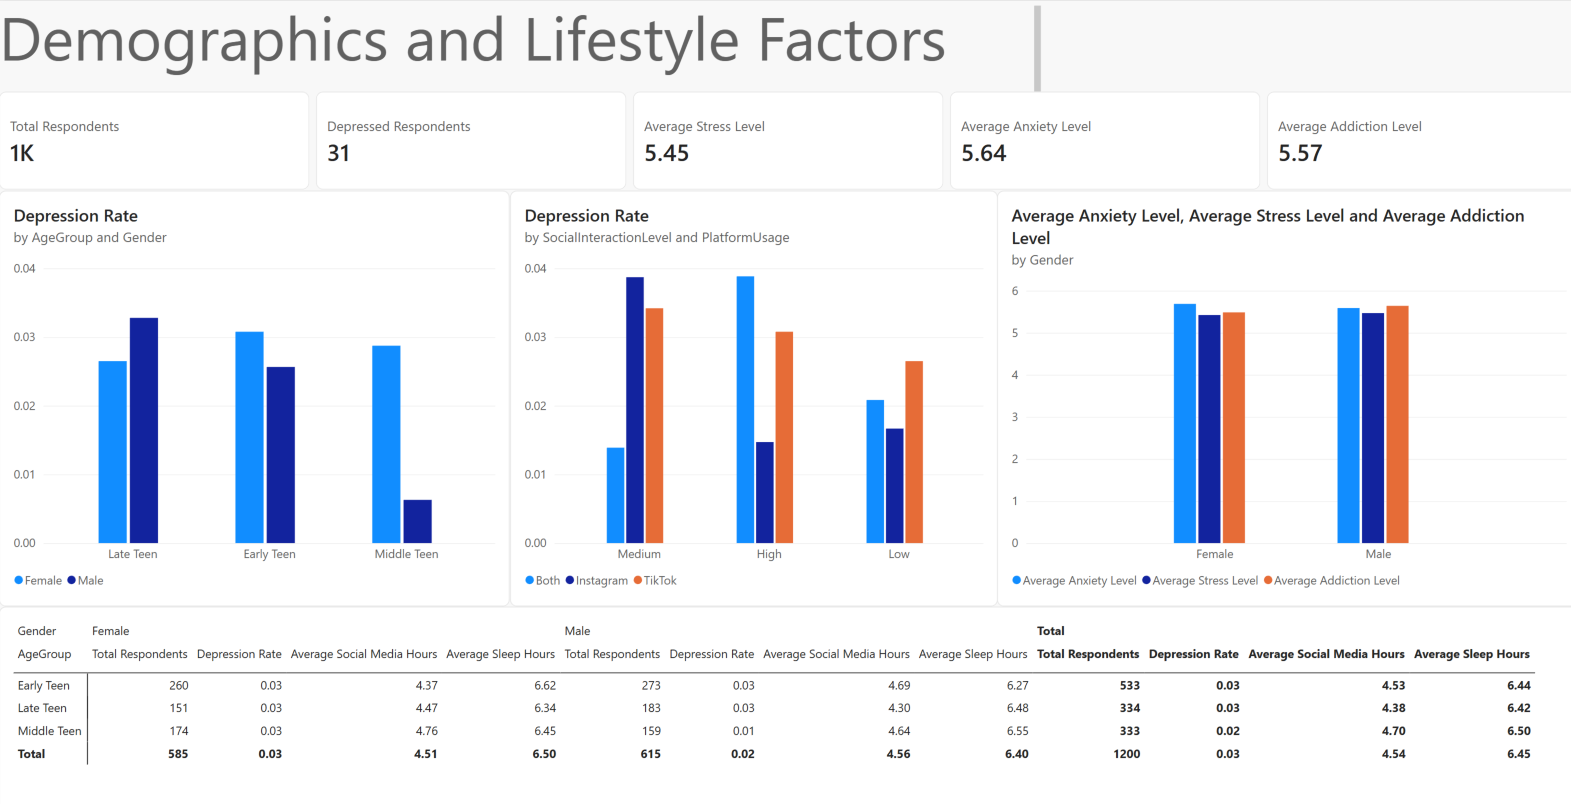 Demographics and Lifestyle Factors
Total Respondents
1K
Depressed Respondents
31
Average Stress Level
5.45
Average Anxiety Level
5.64
Average Addiction Level
5.57
Depression Rate
by AgeGroup and Gender
0.04
0.03
0.02
0.01
0.00
Late Teen Early Teen Middle Teen
Female Male
Depression Rate
by SocialInteractionLevel and PlatformUsage
0.04
0.03
0.02
0.01
0.00
Medium High Low
Both Instagram TikTok
Average Anxiety Level, Average Stress Level and Average Addiction
Level
by Gender
6
5
4
3
2
1
0
Female Male
Average Anxiety Level Average Stress Level Average Addiction Level
Gender Female Male Total
AgeGroup Total Respondents Depression Rate Average Social Media Hours Average Sleep Hours Total Respondents Depression Rate Average Social Media Hours Average Sleep Hours Total Respondents Depression Rate Average Social Media Hours Average Sleep Hours
Early Teen 260 0.03 4.37 6.62 273 0.03 4.69 6.27 533 0.03 4.53 6.44
Late Teen 151 0.03 4.47 6.34 183 0.03 4.30 6.48 334 0.03 4.38 6.42
Middle Teen 174 0.03 4.76 6.45 159 0.01 4.64 6.55 333 0.02 4.70 6.50
Total 585 0.03 4.51 6.50 615 0.02 4.56 6.40 1200 0.03 4.54 6.45